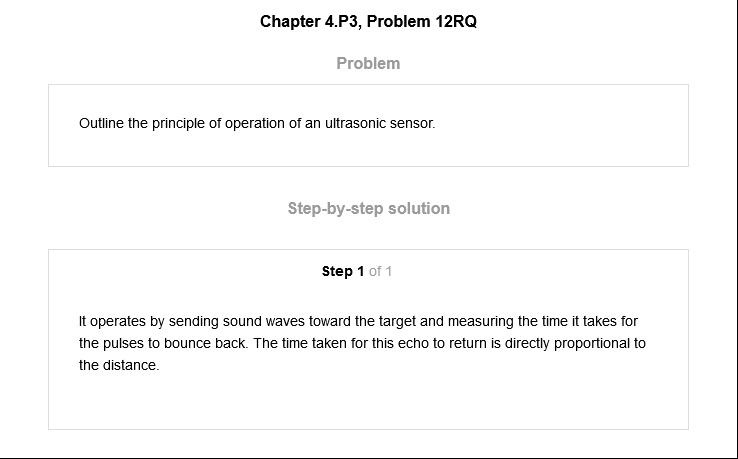 Chapter 4.P3, Problem 12RQ
Problem
Outline the principle of operation of an ultrasonic sensor.
Step-by-step solution
Step 1 of 1
It operates by sending sound waves toward the target and measuring the time it takes for
the pulses to bounce back. The time taken for this echo to return is directly proportional to
the distance.